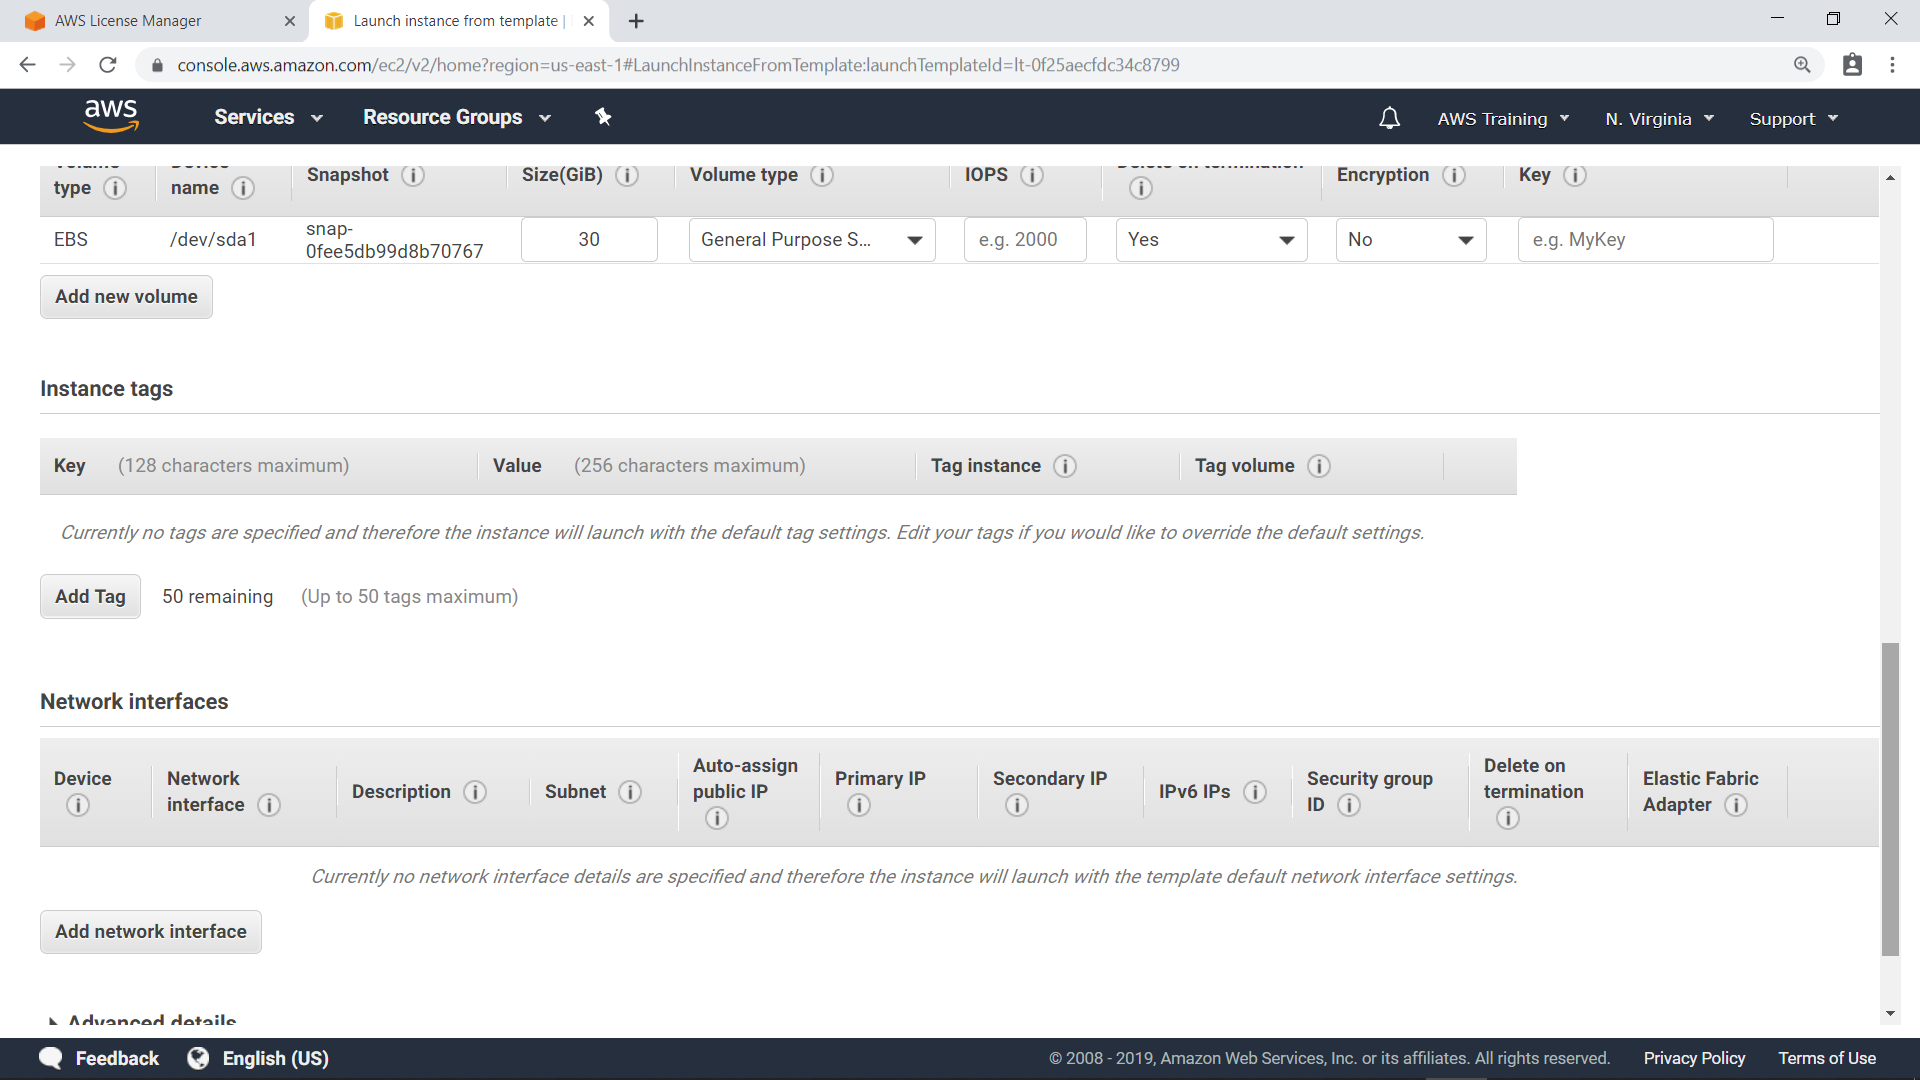 AWS License Manager
Launch instance from template |
console.aws.amazon.com/ec2/v2/home?region=us-east-1#LaunchInstanceFromTemplate:launchTemplateId=lt-0f25aecfdc34c8799
aws Services Resource Groups AWS Training N. Virginia Support
Volume type Device name Snapshot Size(GiB) Volume type IOPS Delete on termination Encryption Key
EBS /dev/sda1 snap-0fee5db99d8b70767 30 General Purpose S... e.g. 2000 Yes No e.g. MyKey
Add new volume
Instance tags
Key (128 characters maximum) Value (256 characters maximum) Tag instance Tag volume
Currently no tags are specified and therefore the instance will launch with the default tag settings. Edit your tags if you would like to override the default settings.
Add Tag 50 remaining (Up to 50 tags maximum)
Network interfaces
Device Network interface Description Subnet Auto-assign public IP Primary IP Secondary IP IPv6 IPs Security group ID Delete on termination Elastic Fabric Adapter
Currently no network interface details are specified and therefore the instance will launch with the template default network interface settings.
Add network interface
Advanced details
Feedback English (US) © 2008 - 2019, Amazon Web Services, Inc. or its affiliates. All rights reserved. Privacy Policy Terms of Use